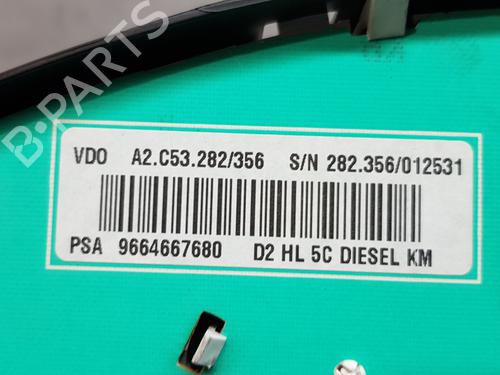 B-PARTS
VDO A2.C53.282/356 S/N 282.356/012531
PSA 9664667680 D2 HL 5C DIESEL KM